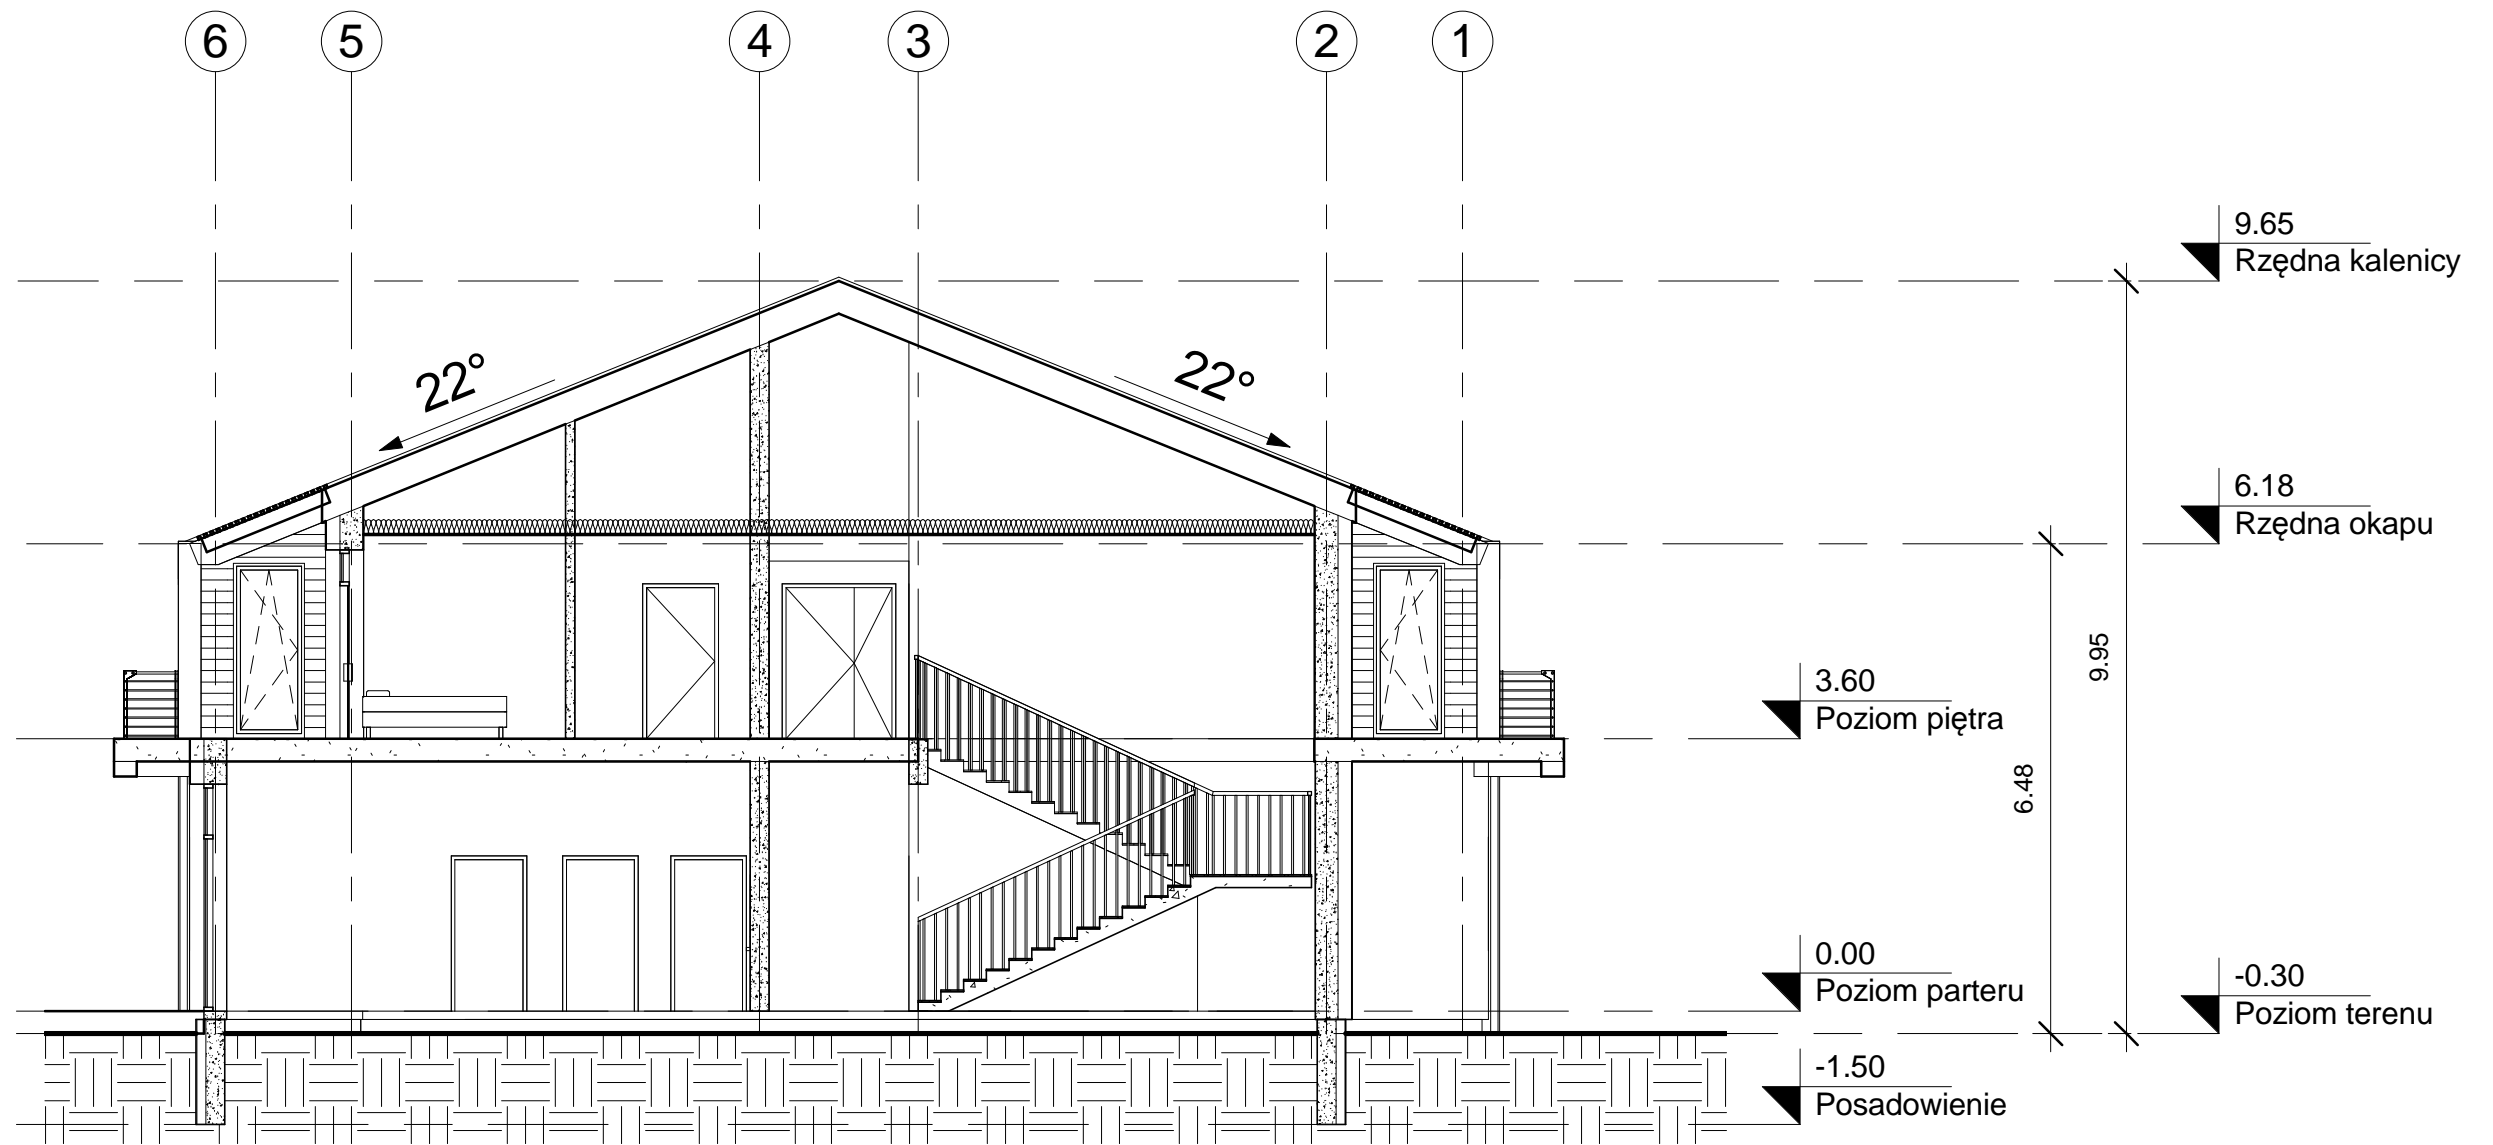 6
5
4
3
2
1
9.65
Rzędna kalenicy
22°
22°
6.18
Rzędna okapu
3.60
Poziom piętra
9.95
6.48
0.00
Poziom parteru
-0.30
Poziom terenu
-1.50
Posadowienie